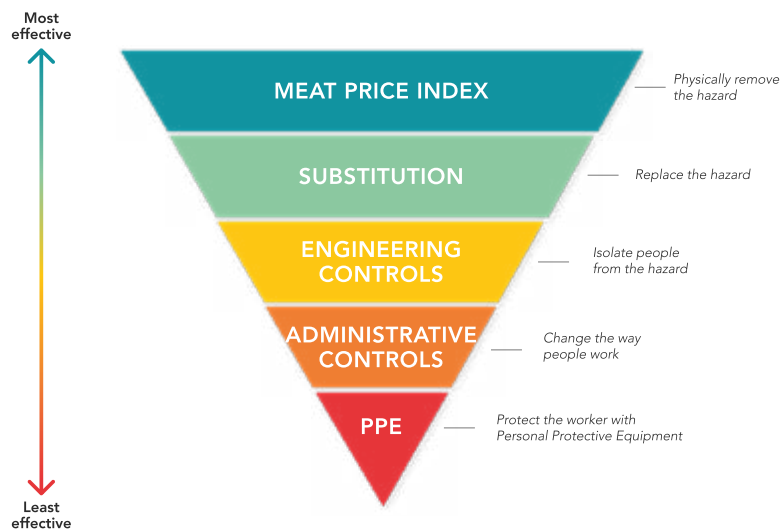 Most
effective
MEAT PRICE INDEX
Physically remove
the hazard
SUBSTITUTION
Replace the hazard
ENGINEERING
CONTROLS
Isolate people
from the hazard
ADMINISTRATIVE
CONTROLS
Change the way
people work
PPE
Protect the worker with
Personal Protective Equipment
Least
effective